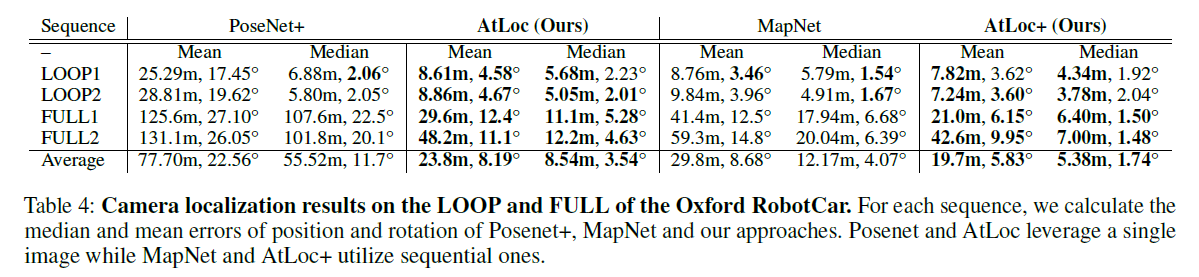 Sequence PoseNet+ AtLoc (Ours) MapNet AtLoc+ (Ours)
– Mean Median Mean Median Mean Median Mean Median
LOOP1 25.29m, 17.45° 6.88m, 2.06° 8.61m, 4.58° 5.68m, 2.23° 8.76m, 3.46° 5.79m, 1.54° 7.82m, 3.62° 4.34m, 1.92°
LOOP2 28.81m, 19.62° 5.80m, 2.05° 8.86m, 4.67° 5.05m, 2.01° 9.84m, 3.96° 4.91m, 1.67° 7.24m, 3.60° 3.78m, 2.04°
FULL1 125.6m, 27.10° 107.6m, 22.5° 29.6m, 12.4° 11.1m, 5.28° 41.4m, 12.5° 17.94m, 6.68° 21.0m, 6.15° 6.40m, 1.50°
FULL2 131.1m, 26.05° 101.8m, 20.1° 48.2m, 11.1° 12.2m, 4.63° 59.3m, 14.8° 20.04m, 6.39° 42.6m, 9.95° 7.00m, 1.48°
Average 77.70m, 22.56° 55.52m, 11.7° 23.8m, 8.19° 8.54m, 3.54° 29.8m, 8.68° 12.17m, 4.07° 19.7m, 5.83° 5.38m, 1.74°
Table 4: Camera localization results on the LOOP and FULL of the Oxford RobotCar. For each sequence, we calculate the
median and mean errors of position and rotation of Posenet+, MapNet and our approaches. Posenet and AtLoc leverage a single
image while MapNet and AtLoc+ utilize sequential ones.